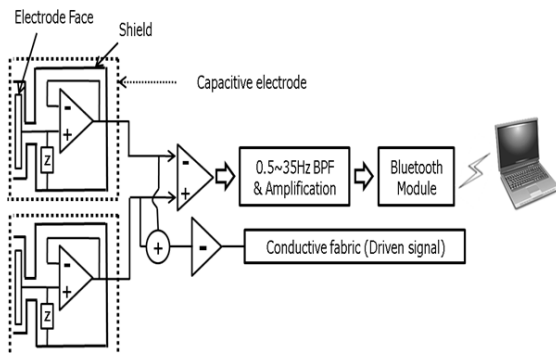 Electrode Face
Shield
Capacitive electrode
-
+
Z
-
+
0.5~35Hz BPF
& Amplification
Bluetooth
Module
+
-
Conductive fabric (Driven signal)
-
+
Z